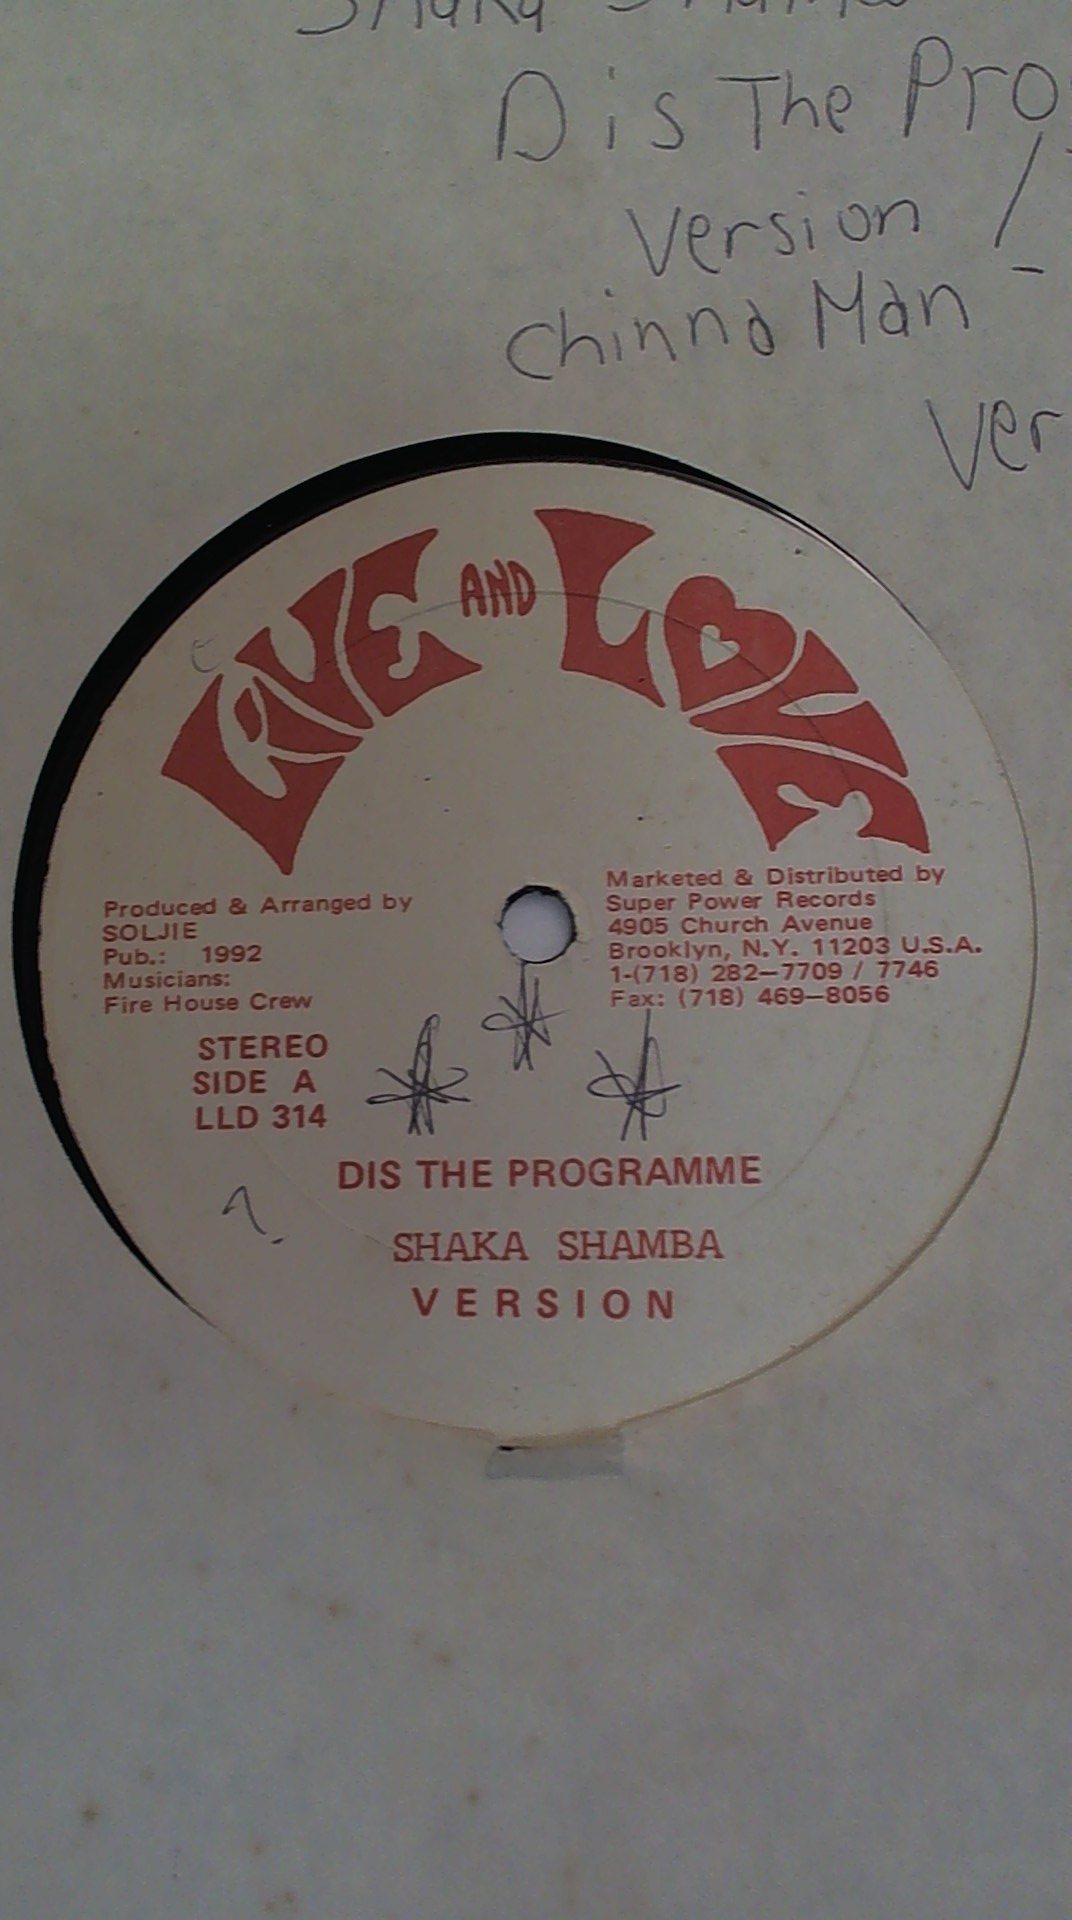 Shaka Shamba
Dis The Pro
Version /
Chinna Man -
Ver
LIVE AND LOVE
Produced & Arranged by
SOLJIE
Pub.: 1992
Musicians:
Fire House Crew
Marketed & Distributed by
Super Power Records
4905 Church Avenue
Brooklyn, N.Y. 11203 U.S.A.
1-(718) 282-7709 / 7746
Fax: (718) 469-8056
STEREO
SIDE A
LLD 314
DIS THE PROGRAMME
SHAKA SHAMBA
VERSION